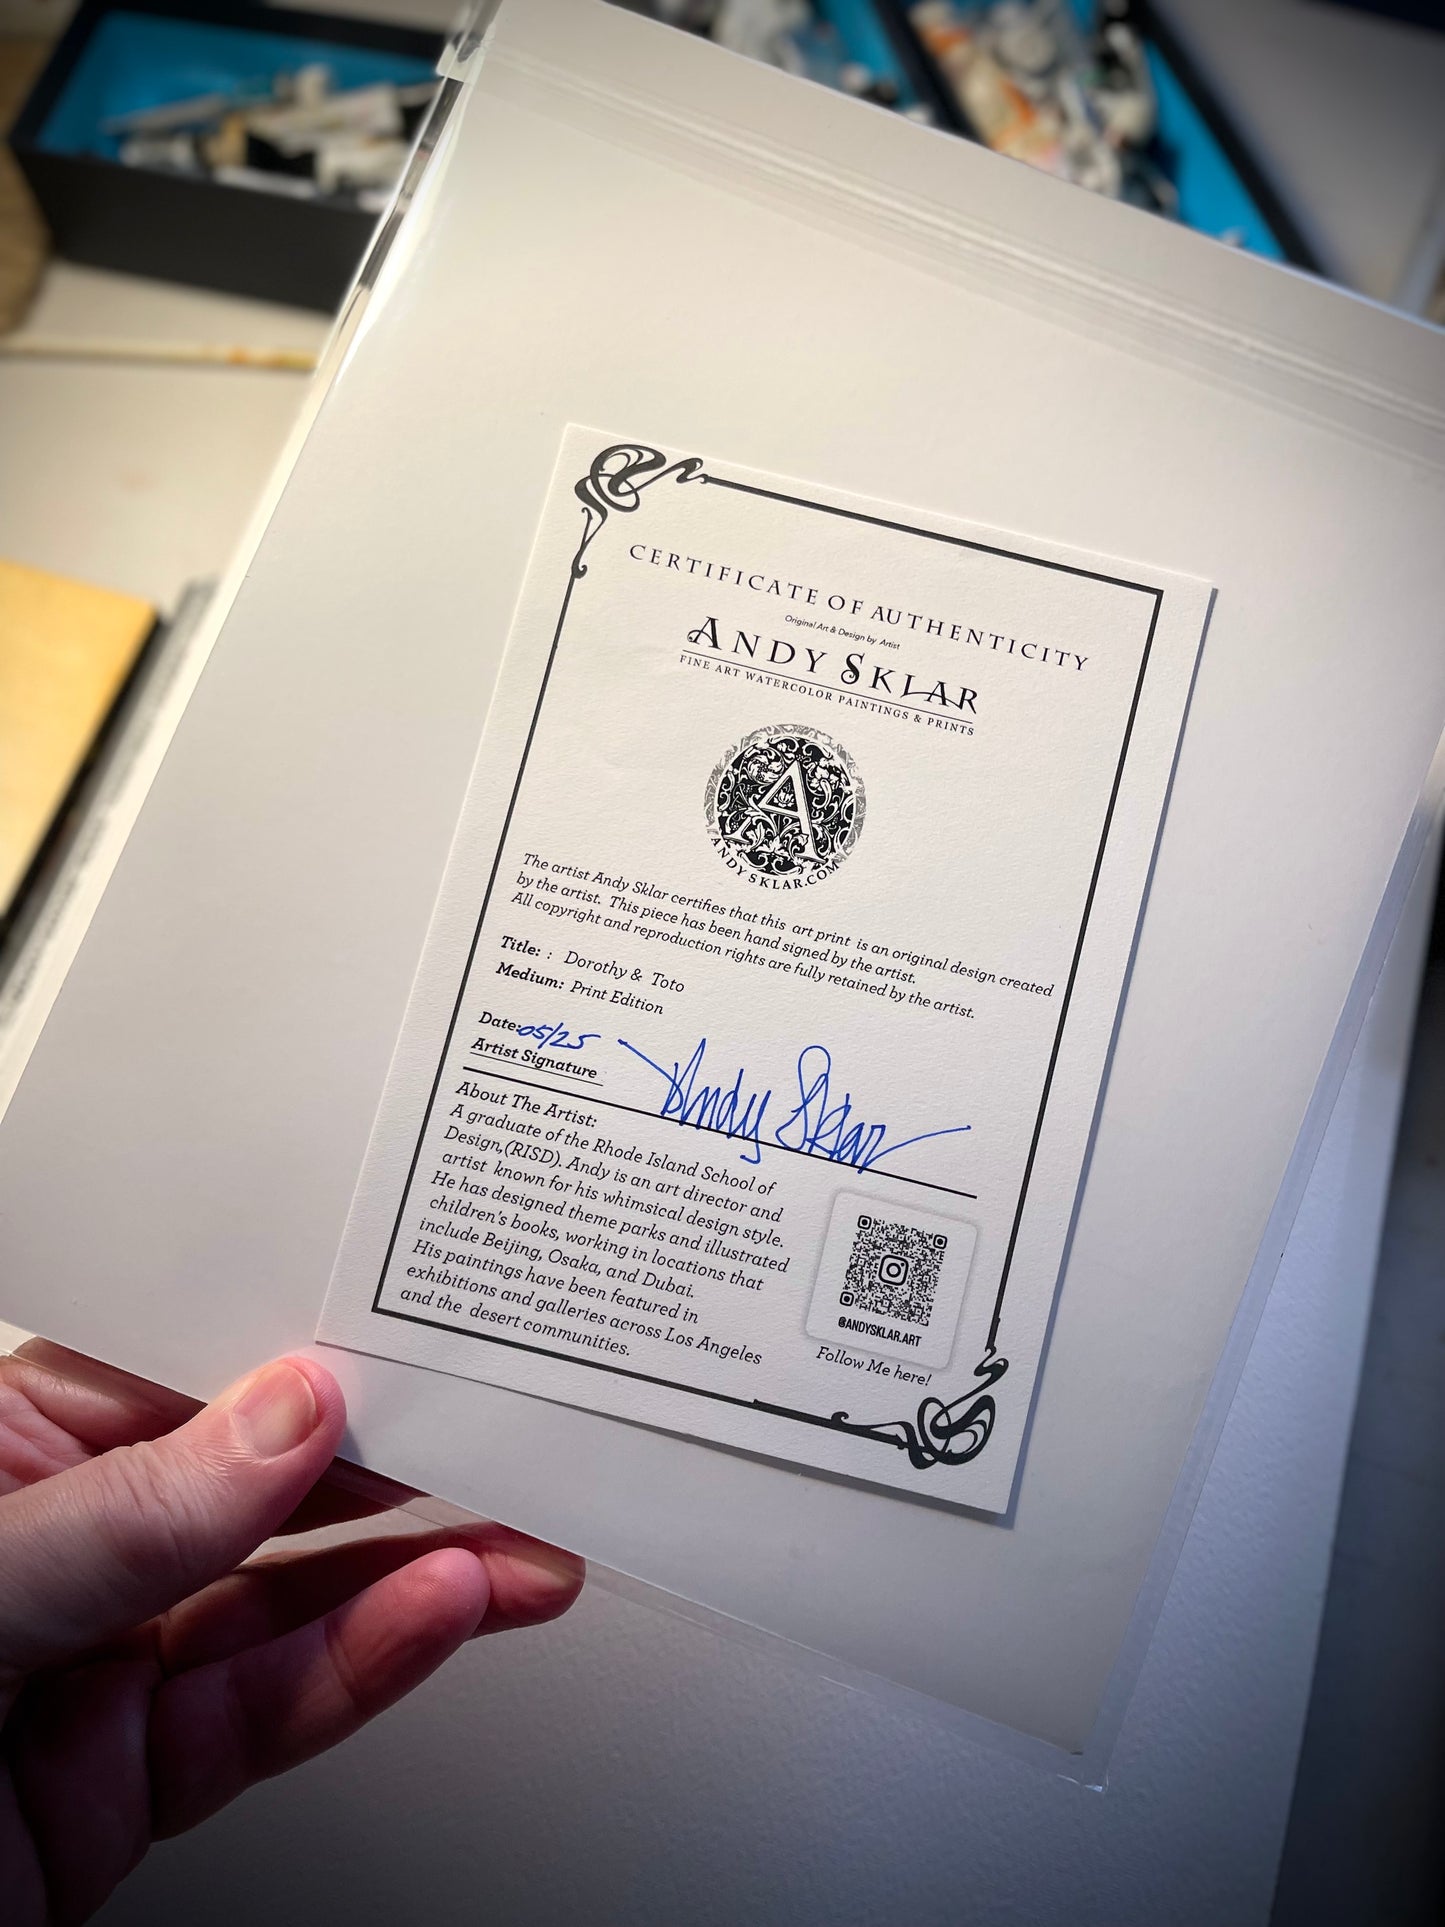 CERTIFICATE OF AUTHENTICITY
Original Art & Design by Artist
ANDY SKLAR
FINE ART WATERCOLOR PAINTINGS & PRINTS
A
ANDYSKLAR.COM
The artist Andy Sklar certifies that this art print is an original design created
by the artist. This piece has been hand signed by the artist.
All copyright and reproduction rights are fully retained by the artist.
Title: : Dorothy & Toto
Medium: Print Edition
Date: 05/25
Artist Signature Andy Sklar
About The Artist:
A graduate of the Rhode Island School of
Design,(RISD). Andy is an art director and
artist known for his whimsical design style.
He has designed theme parks and illustrated
children's books, working in locations that
include Beijing, Osaka, and Dubai.
His paintings have been featured in
exhibitions and galleries across Los Angeles
and the desert communities.
@ANDYSKLAR.ART
Follow Me here!